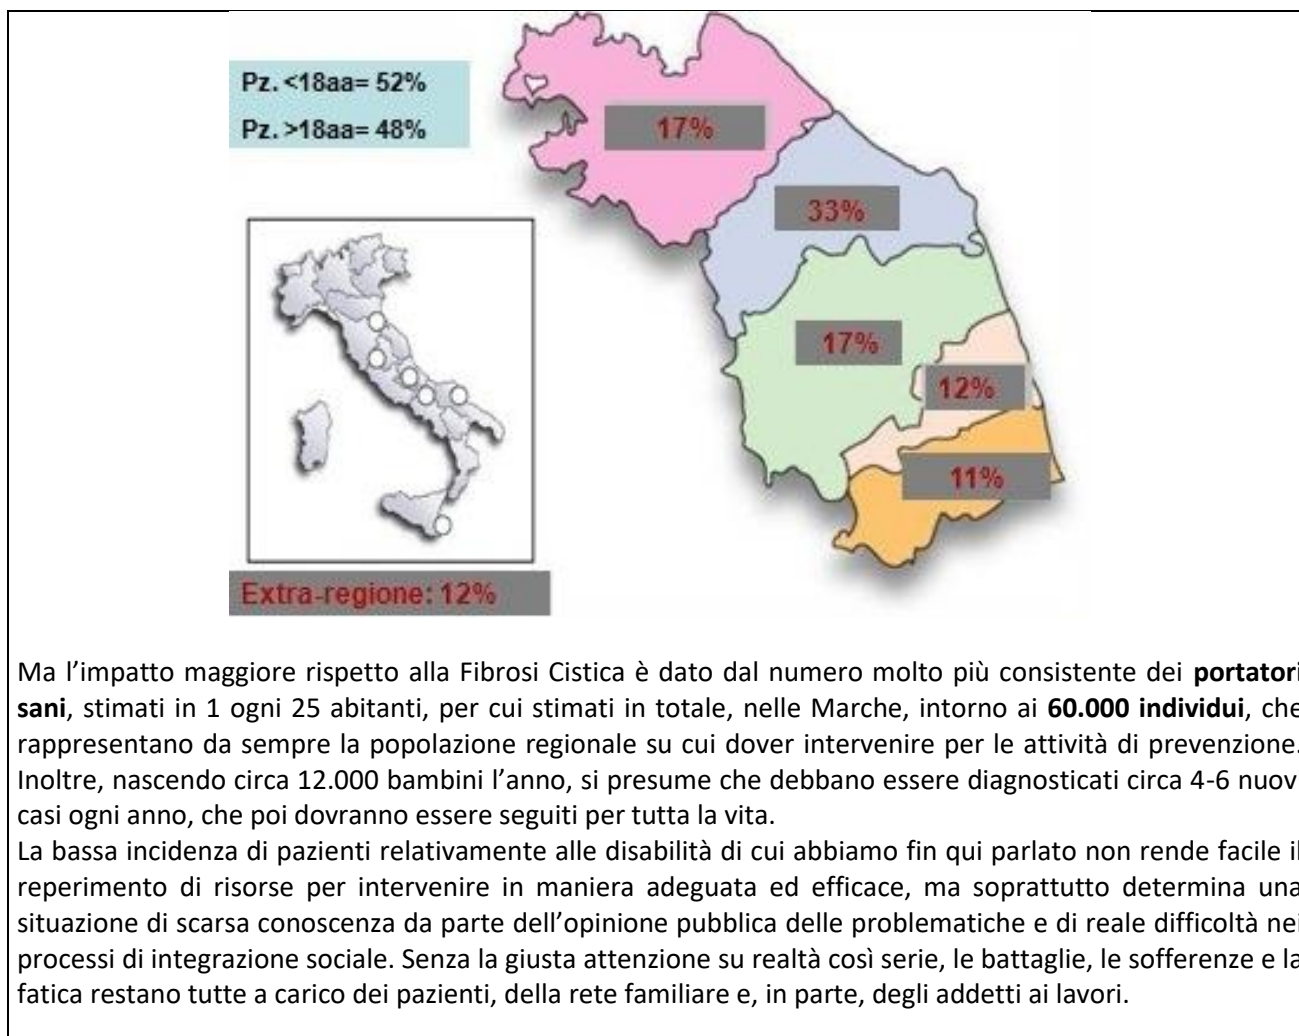 Pz. <18aa= 52%
Pz. >18aa= 48%
17%
33%
17%
12%
11%
Extra-regione: 12%
Ma l’impatto maggiore rispetto alla Fibrosi Cistica è dato dal numero molto più consistente dei portatori
sani, stimati in 1 ogni 25 abitanti, per cui stimati in totale, nelle Marche, intorno ai 60.000 individui, che
rappresentano da sempre la popolazione regionale su cui dover intervenire per le attività di prevenzione.
Inoltre, nascendo circa 12.000 bambini l’anno, si presume che debbano essere diagnosticati circa 4-6 nuov
casi ogni anno, che poi dovranno essere seguiti per tutta la vita.
La bassa incidenza di pazienti relativamente alle disabilità di cui abbiamo fin qui parlato non rende facile il
reperimento di risorse per intervenire in maniera adeguata ed efficace, ma soprattutto determina una
situazione di scarsa conoscenza da parte dell’opinione pubblica delle problematiche e di reale difficoltà nei
processi di integrazione sociale. Senza la giusta attenzione su realtà così serie, le battaglie, le sofferenze e la
fatica restano tutte a carico dei pazienti, della rete familiare e, in parte, degli addetti ai lavori.